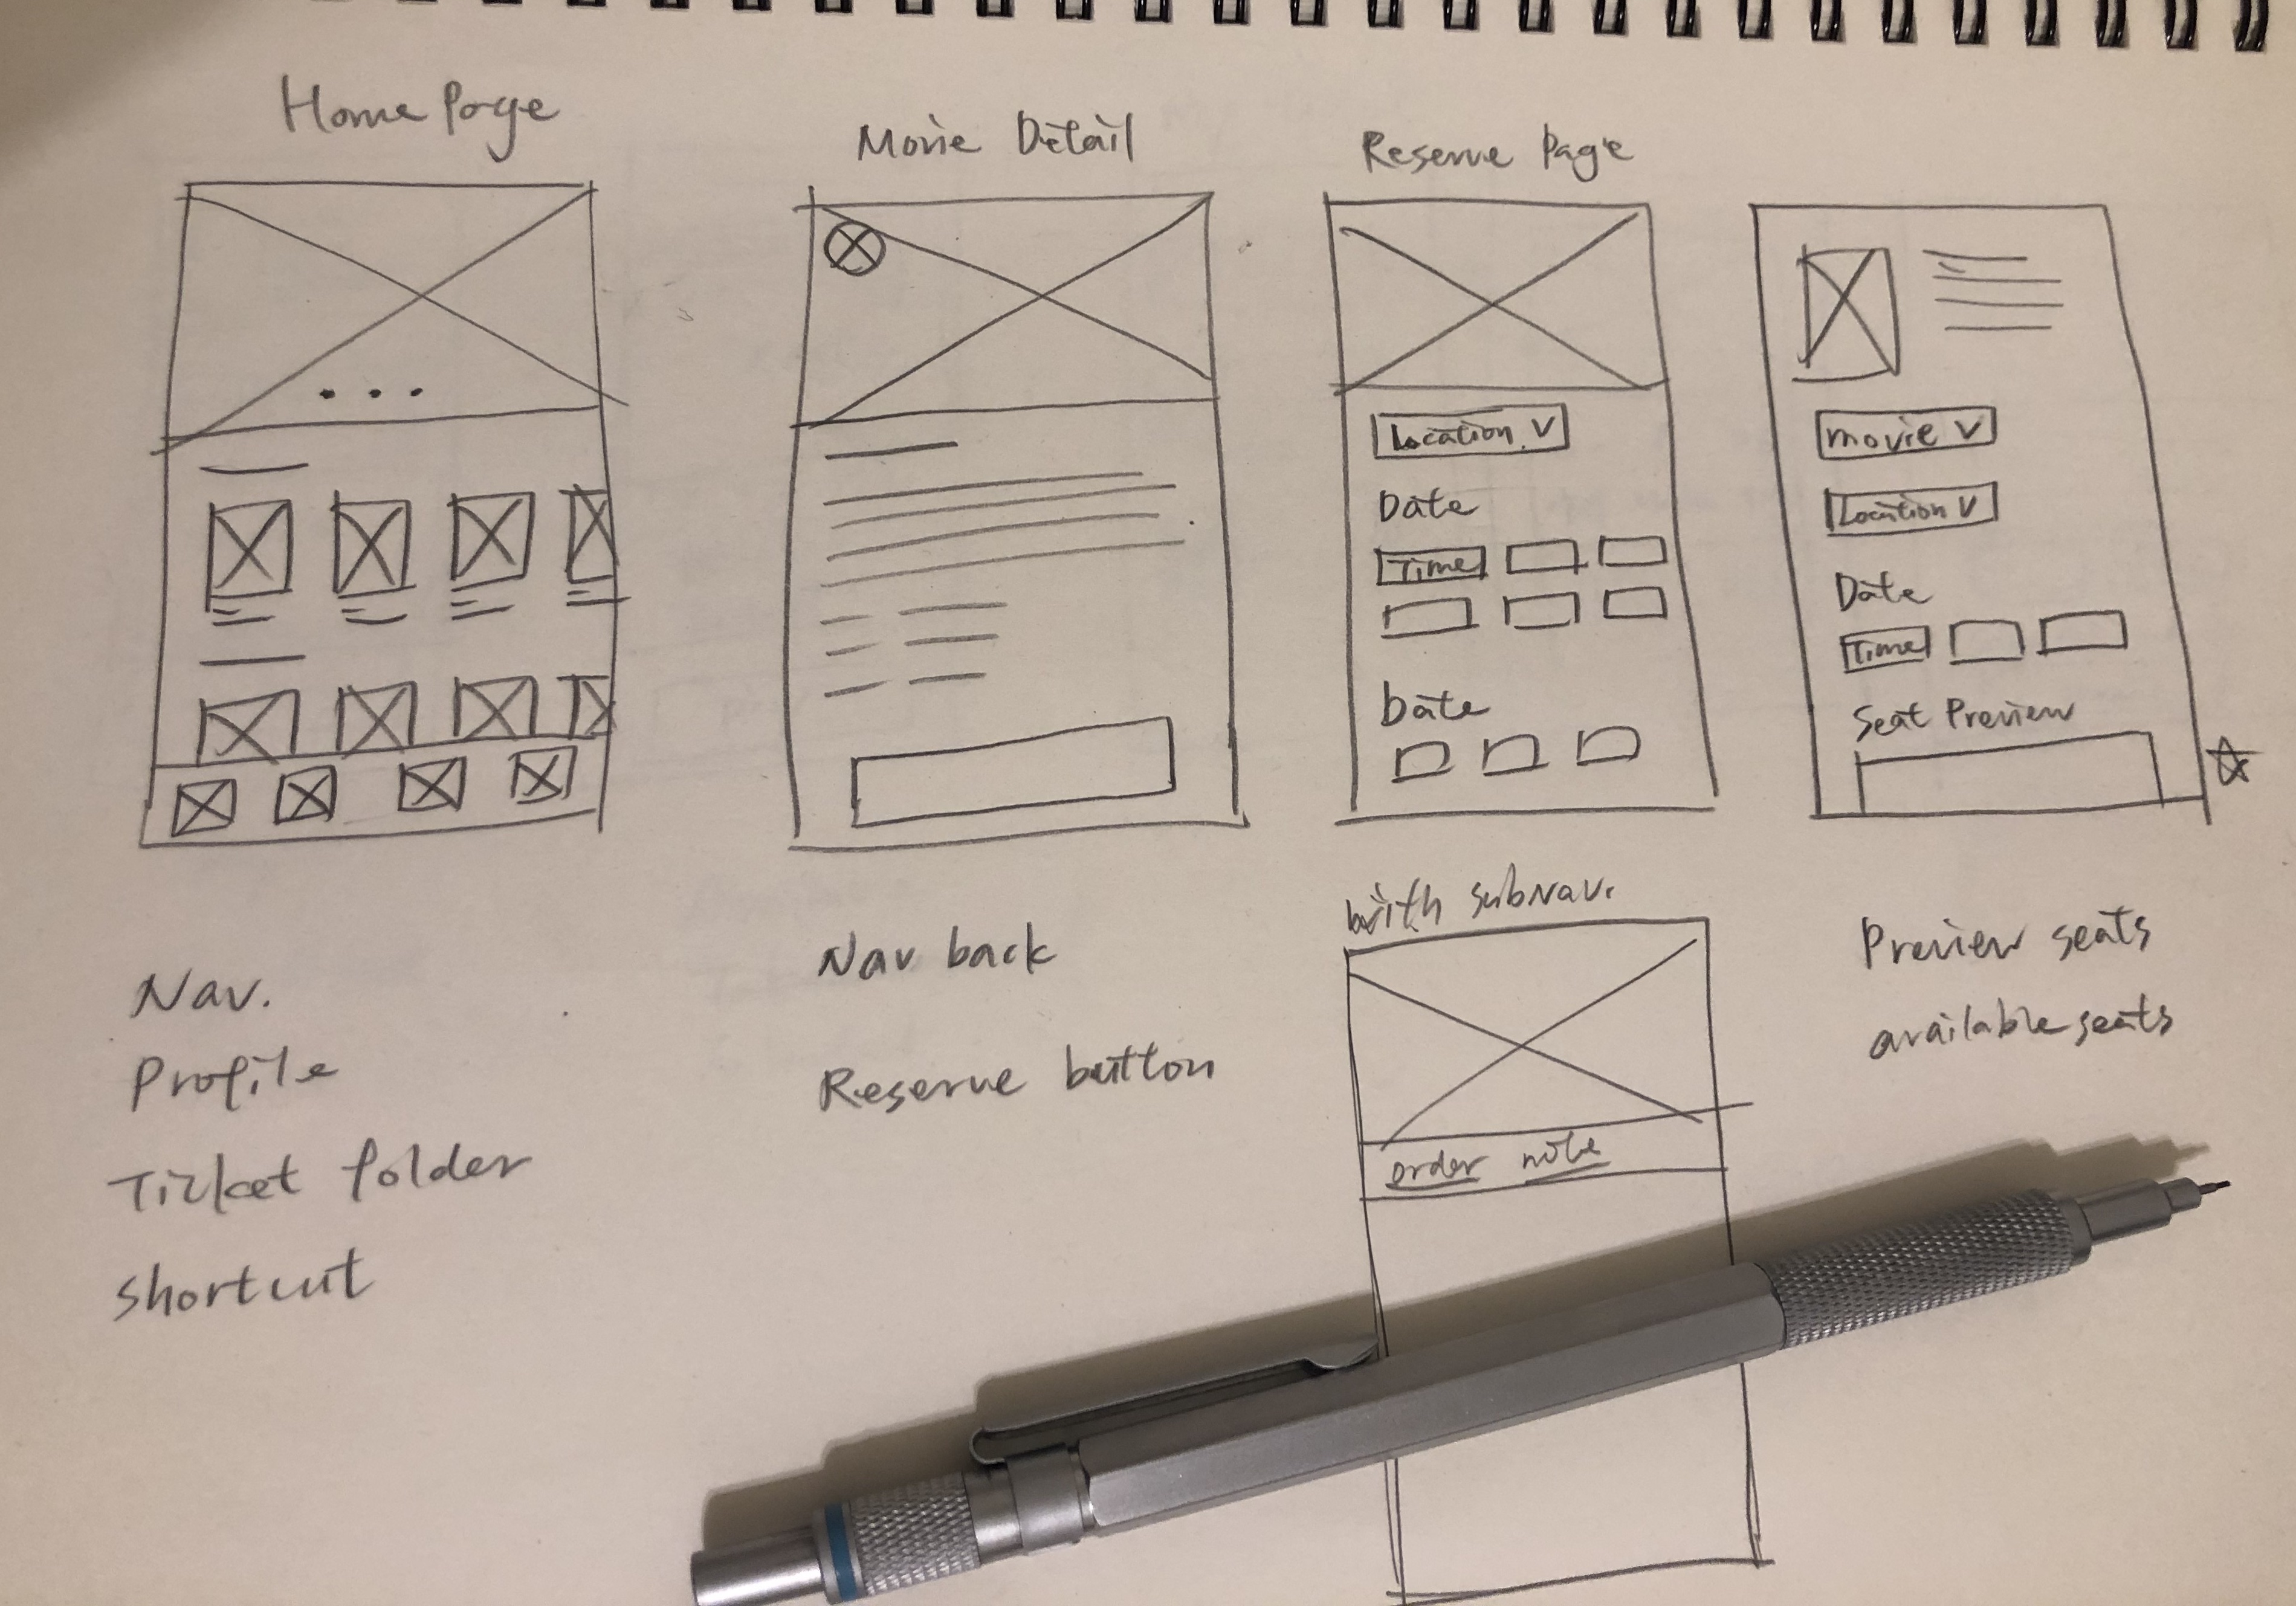 Home Page
Movie Detail
Reserve Page
Location V
Date
Time
Date
movie V
Location V
Date
Time
Seat Preview
Nav.
Profile
Ticket folder
shortcut
Nav back
Reserve button
with subnav.
order note
Preview seats
available seats